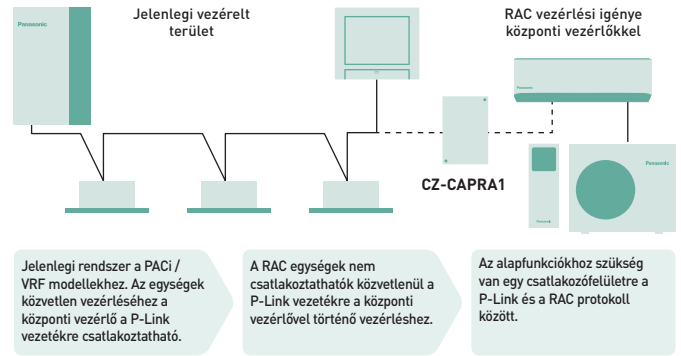 Jelenlegi vezérelt
terület
RAC vezérlési igénye
központi vezérlőkkel
Panasonic
Panasonic
Panasonic
Panasonic
CZ-CAPRA1
Jelenlegi rendszer a PACi /
VRF modellekhez. Az egységek
közvetlen vezérléséhez a
központi vezérlő a P-Link
vezetékre csatlakoztatható.
A RAC egységek nem
csatlakoztathatók közvetlenül a
P-Link vezetékre a központi
vezérlővel történő vezérléshez.
Az alapfunkciókhoz szükség
van egy csatlakozófelületre a
P-Link és a RAC protokoll
között.